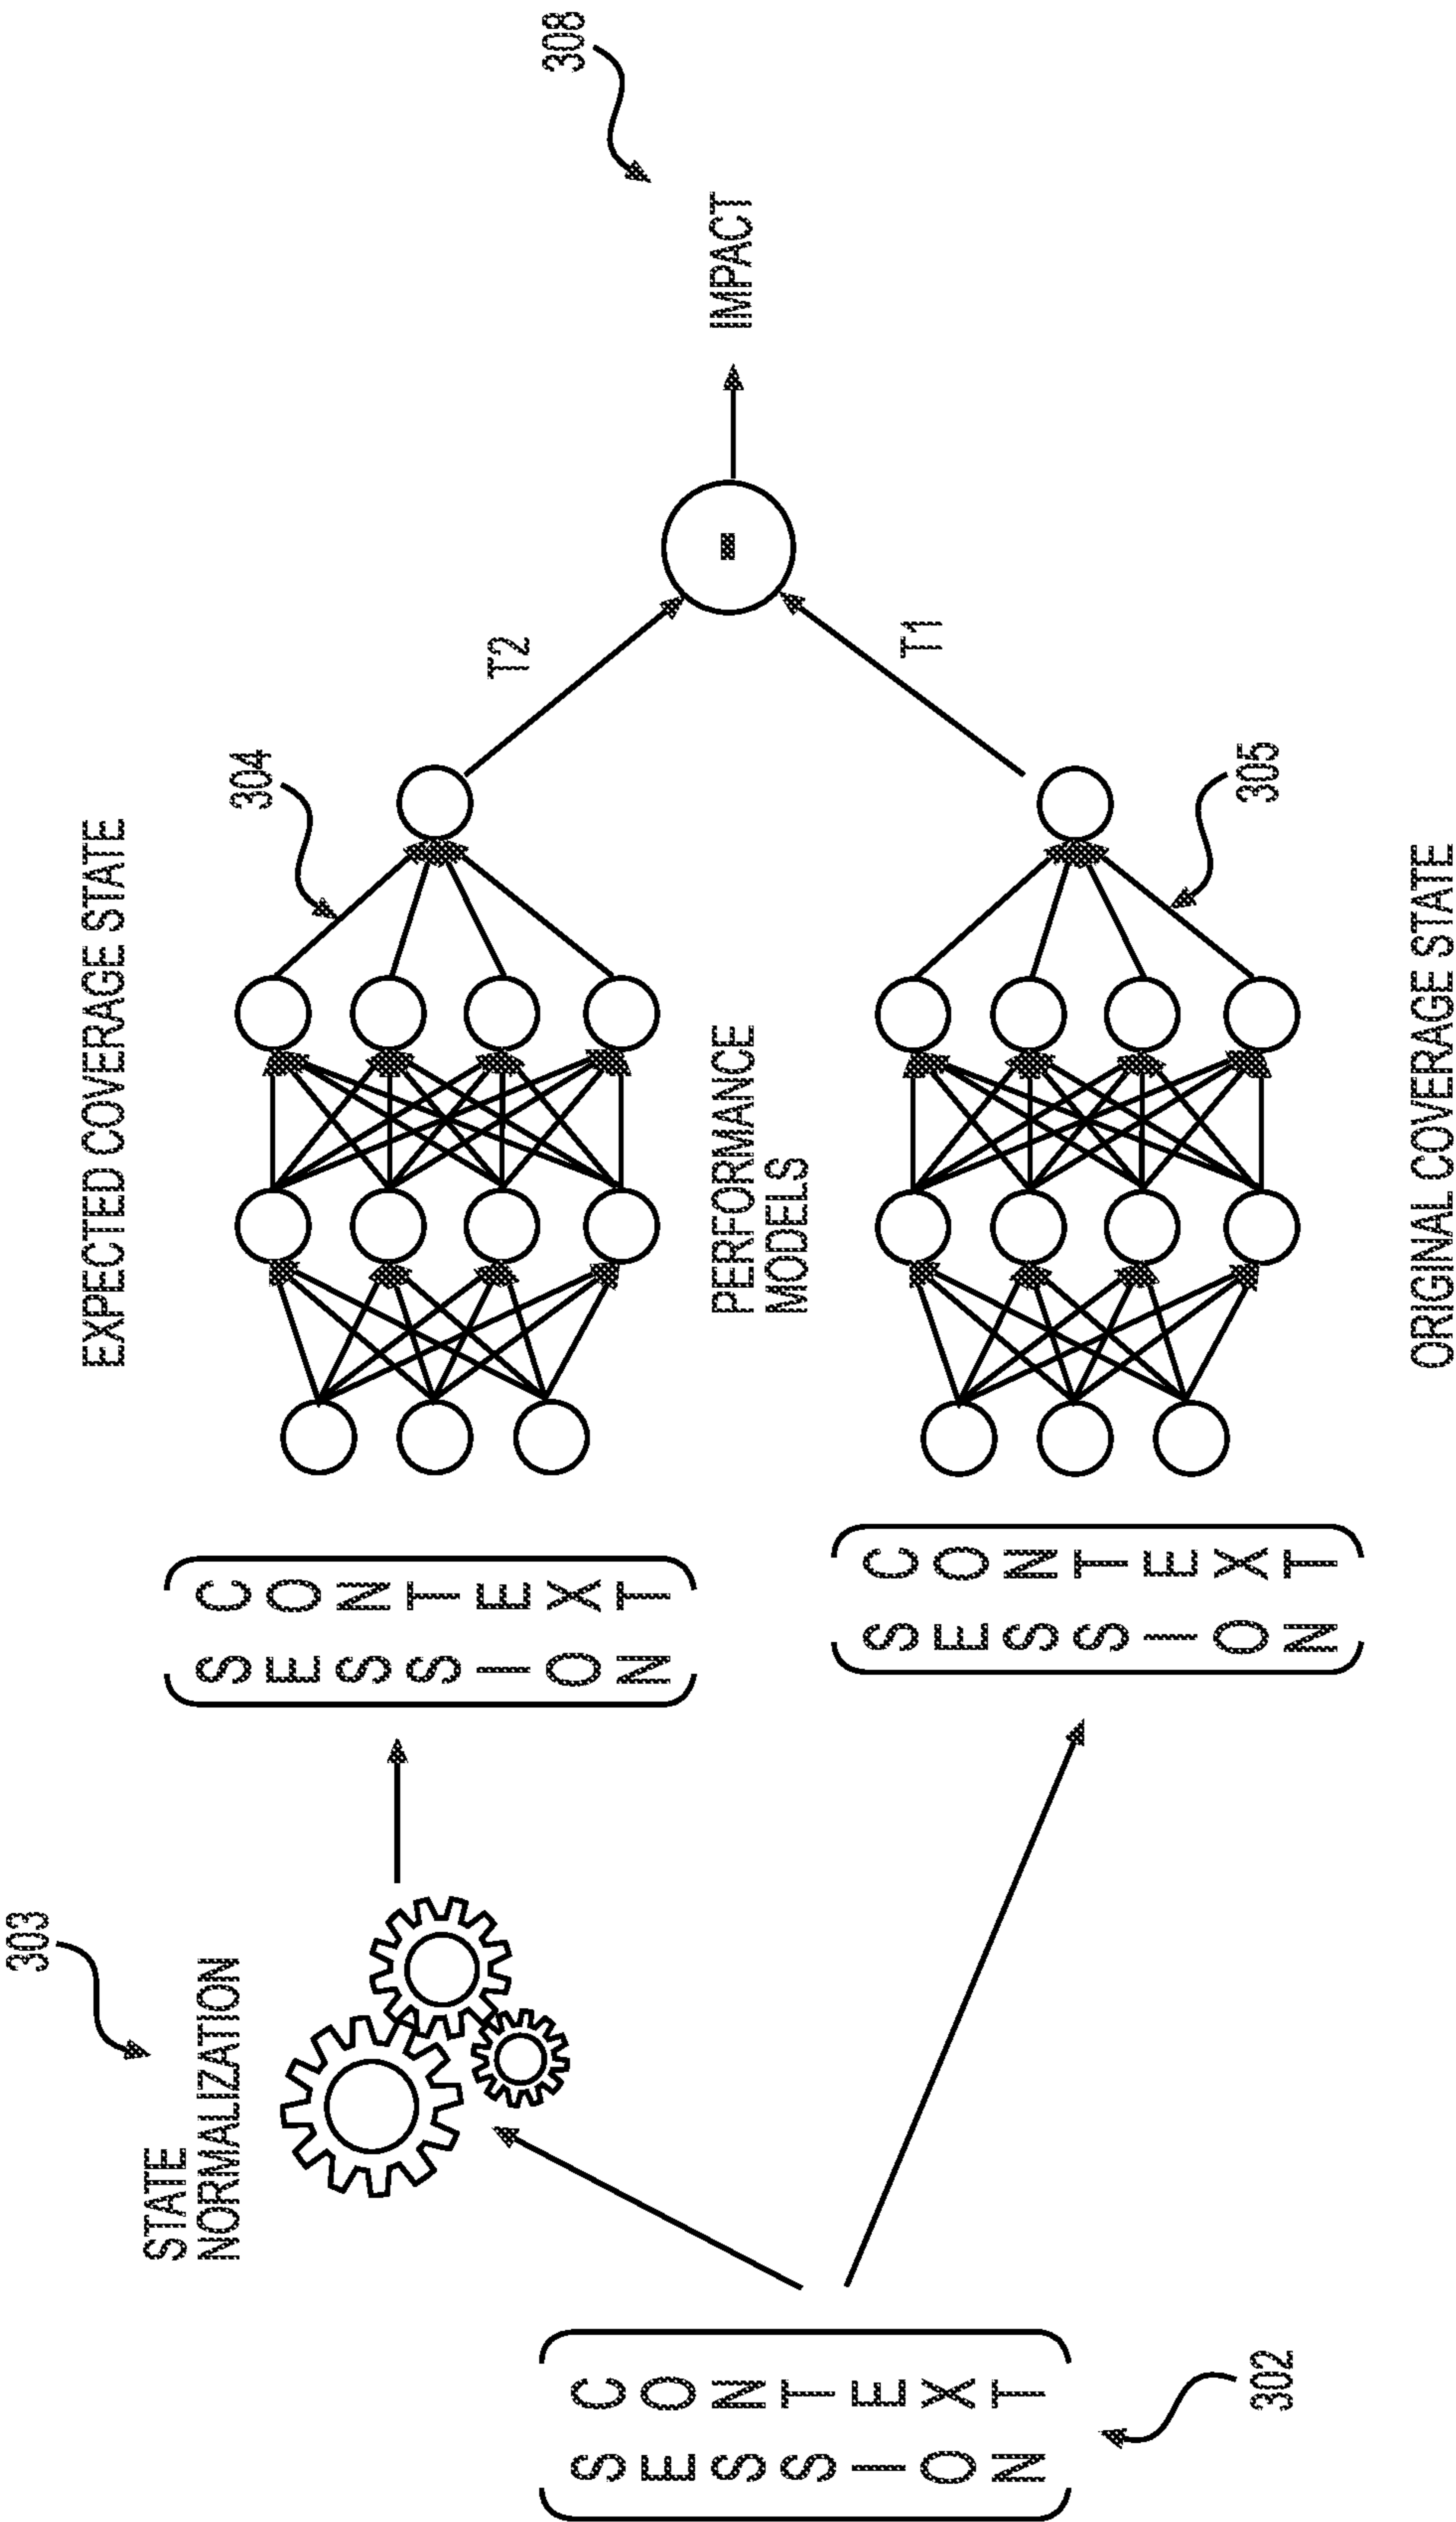 303
STATE
NORMALIZATION
EXPECTED COVERAGE STATE
304
SESSION
CONTEXT
T2
308
SESSION
CONTEXT
PERFORMANCE
MODELS
-
IMPACT
T1
SESSION
CONTEXT
302
305
ORIGINAL COVERAGE STATE